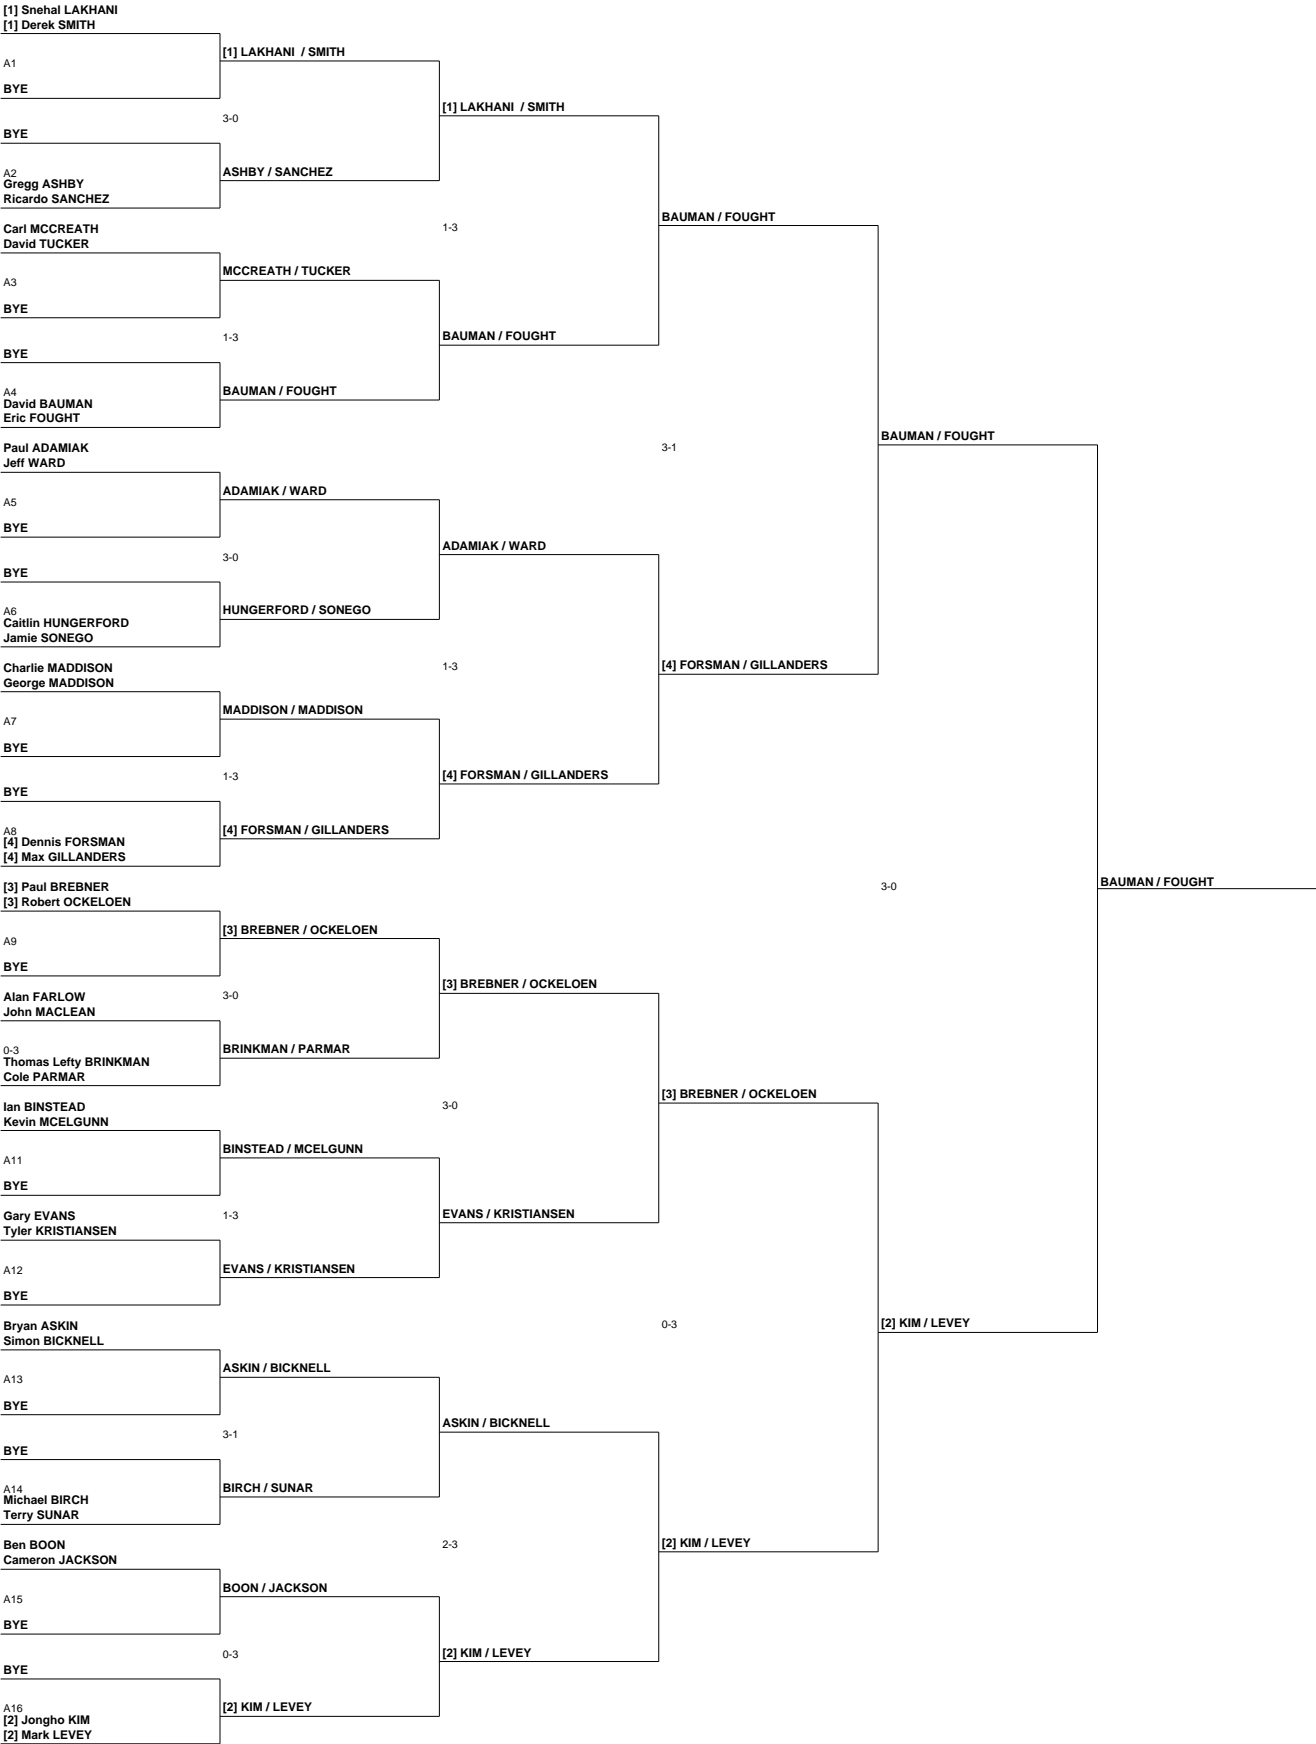 [1] Snehal LAKHANI
[1] Derek SMITH
[1] LAKHANI / SMITH
A1
BYE
[1] LAKHANI / SMITH
3-0
BYE
A2
ASHBY / SANCHEZ
Gregg ASHBY
Ricardo SANCHEZ
BAUMAN / FOUGHT
Carl MCCREATH
1-3
David TUCKER
MCCREATH / TUCKER
A3
BYE
1-3
BAUMAN / FOUGHT
BYE
A4
BAUMAN / FOUGHT
David BAUMAN
Eric FOUGHT
BAUMAN / FOUGHT
Paul ADAMIAK
3-1
Jeff WARD
ADAMIAK / WARD
A5
BYE
ADAMIAK / WARD
3-0
BYE
A6
HUNGERFORD / SONEGO
Caitlin HUNGERFORD
Jamie SONEGO
Charlie MADDISON
1-3
[4] FORSMAN / GILLANDERS
George MADDISON
MADDISON / MADDISON
A7
BYE
1-3
[4] FORSMAN / GILLANDERS
BYE
A8
[4] FORSMAN / GILLANDERS
[4] Dennis FORSMAN
[4] Max GILLANDERS
BAUMAN / FOUGHT
[3] Paul BREBNER
3-0
[3] Robert OCKELOEN
[3] BREBNER / OCKELOEN
A9
BYE
[3] BREBNER / OCKELOEN
Alan FARLOW
3-0
John MACLEAN
0-3
BRINKMAN / PARMAR
Thomas Lefty BRINKMAN
Cole PARMAR
[3] BREBNER / OCKELOEN
Ian BINSTEAD
3-0
Kevin MCELGUNN
BINSTEAD / MCELGUNN
A11
BYE
Gary EVANS
1-3
EVANS / KRISTIANSEN
Tyler KRISTIANSEN
A12
EVANS / KRISTIANSEN
BYE
Bryan ASKIN
0-3
[2] KIM / LEVEY
Simon BICKNELL
ASKIN / BICKNELL
A13
BYE
ASKIN / BICKNELL
3-1
BYE
A14
BIRCH / SUNAR
Michael BIRCH
Terry SUNAR
Ben BOON
2-3
[2] KIM / LEVEY
Cameron JACKSON
BOON / JACKSON
A15
BYE
0-3
[2] KIM / LEVEY
BYE
A16
[2] KIM / LEVEY
[2] Jongho KIM
[2] Mark LEVEY